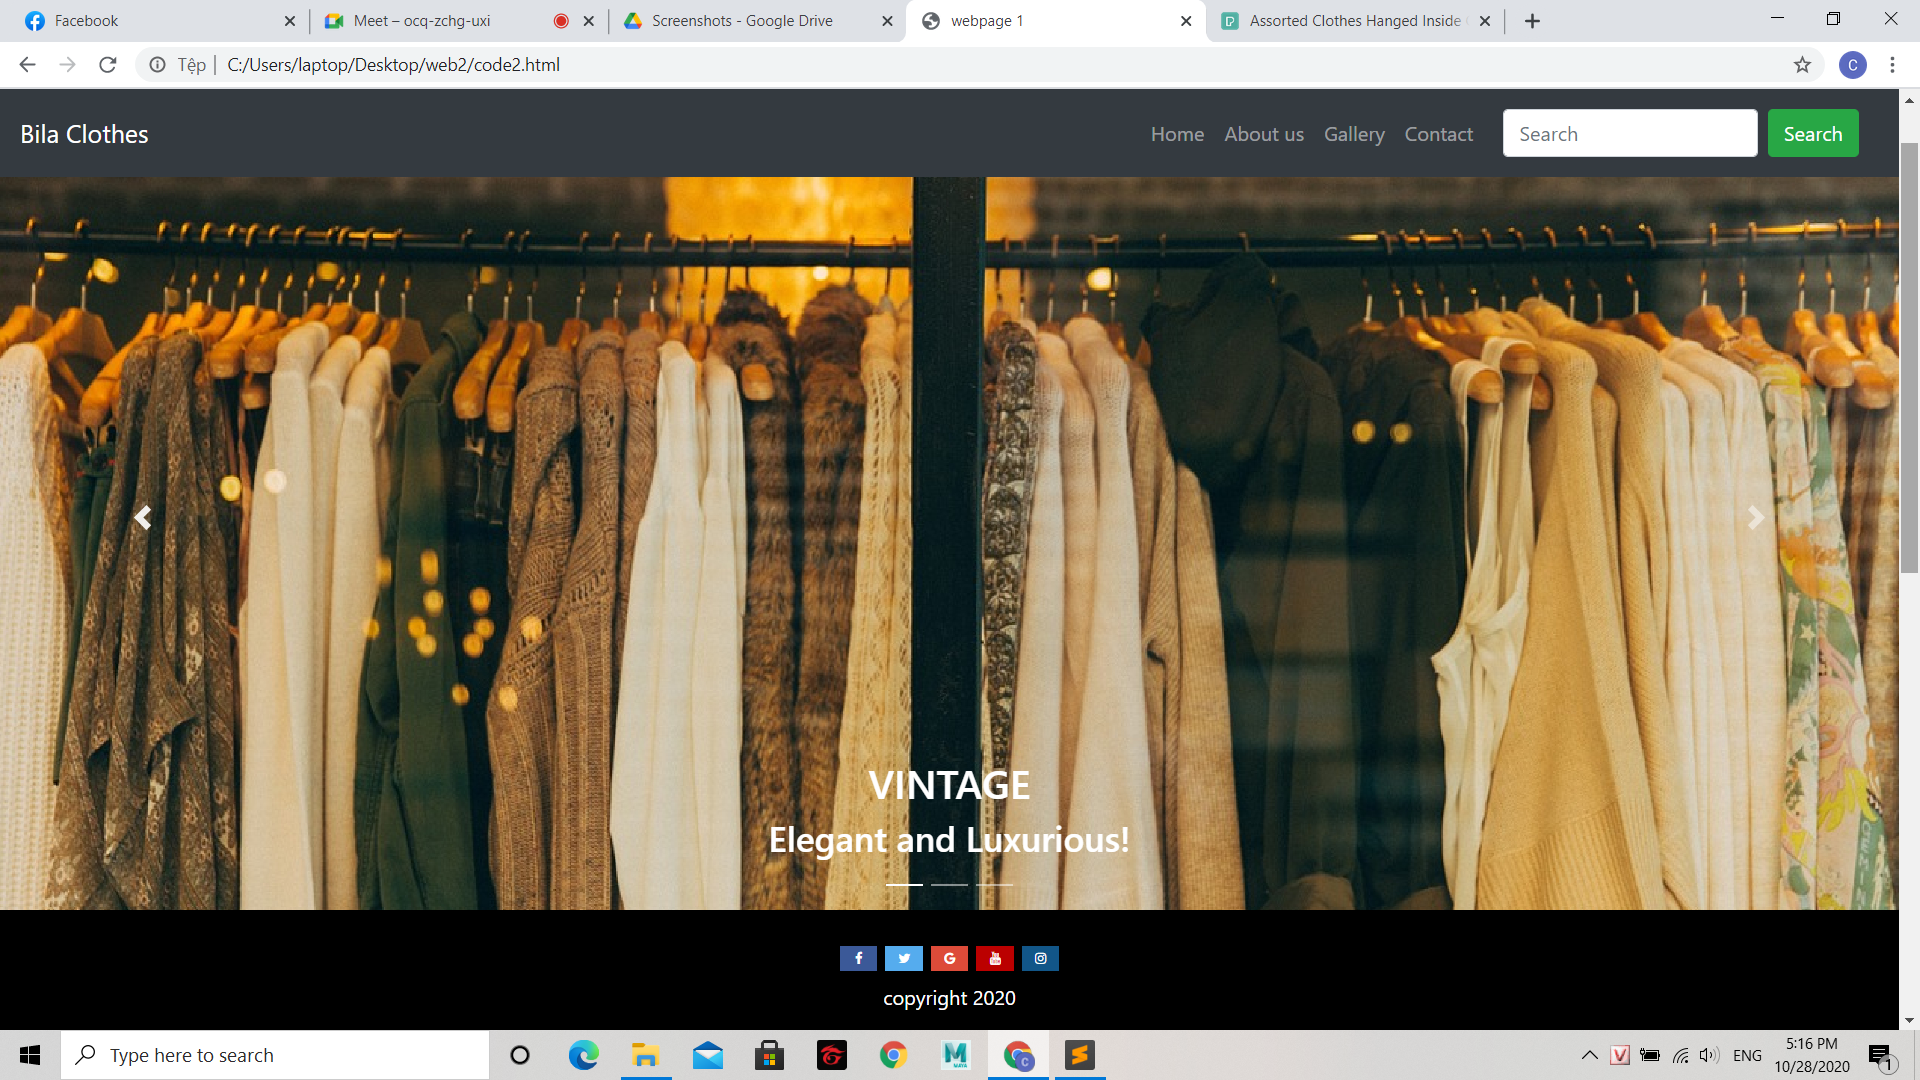 Facebook
Meet – ocq-zchg-uxi
Screenshots - Google Drive
webpage 1
Assorted Clothes Hanged Inside
Tệp
C:/Users/laptop/Desktop/web2/code2.html
C
Bila Clothes
Home
About us
Gallery
Contact
Search
Search
VINTAGE
Elegant and Luxurious!
copyright 2020
Type here to search
ENG
5:16 PM
10/28/2020
1